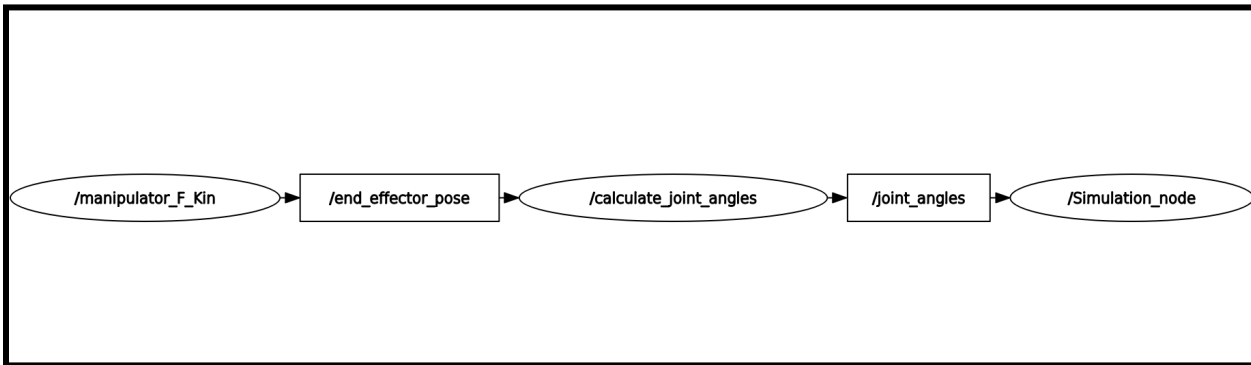 /manipulator_F_Kin
/end_effector_pose
/calculate_joint_angles
/joint_angles
/Simulation_node